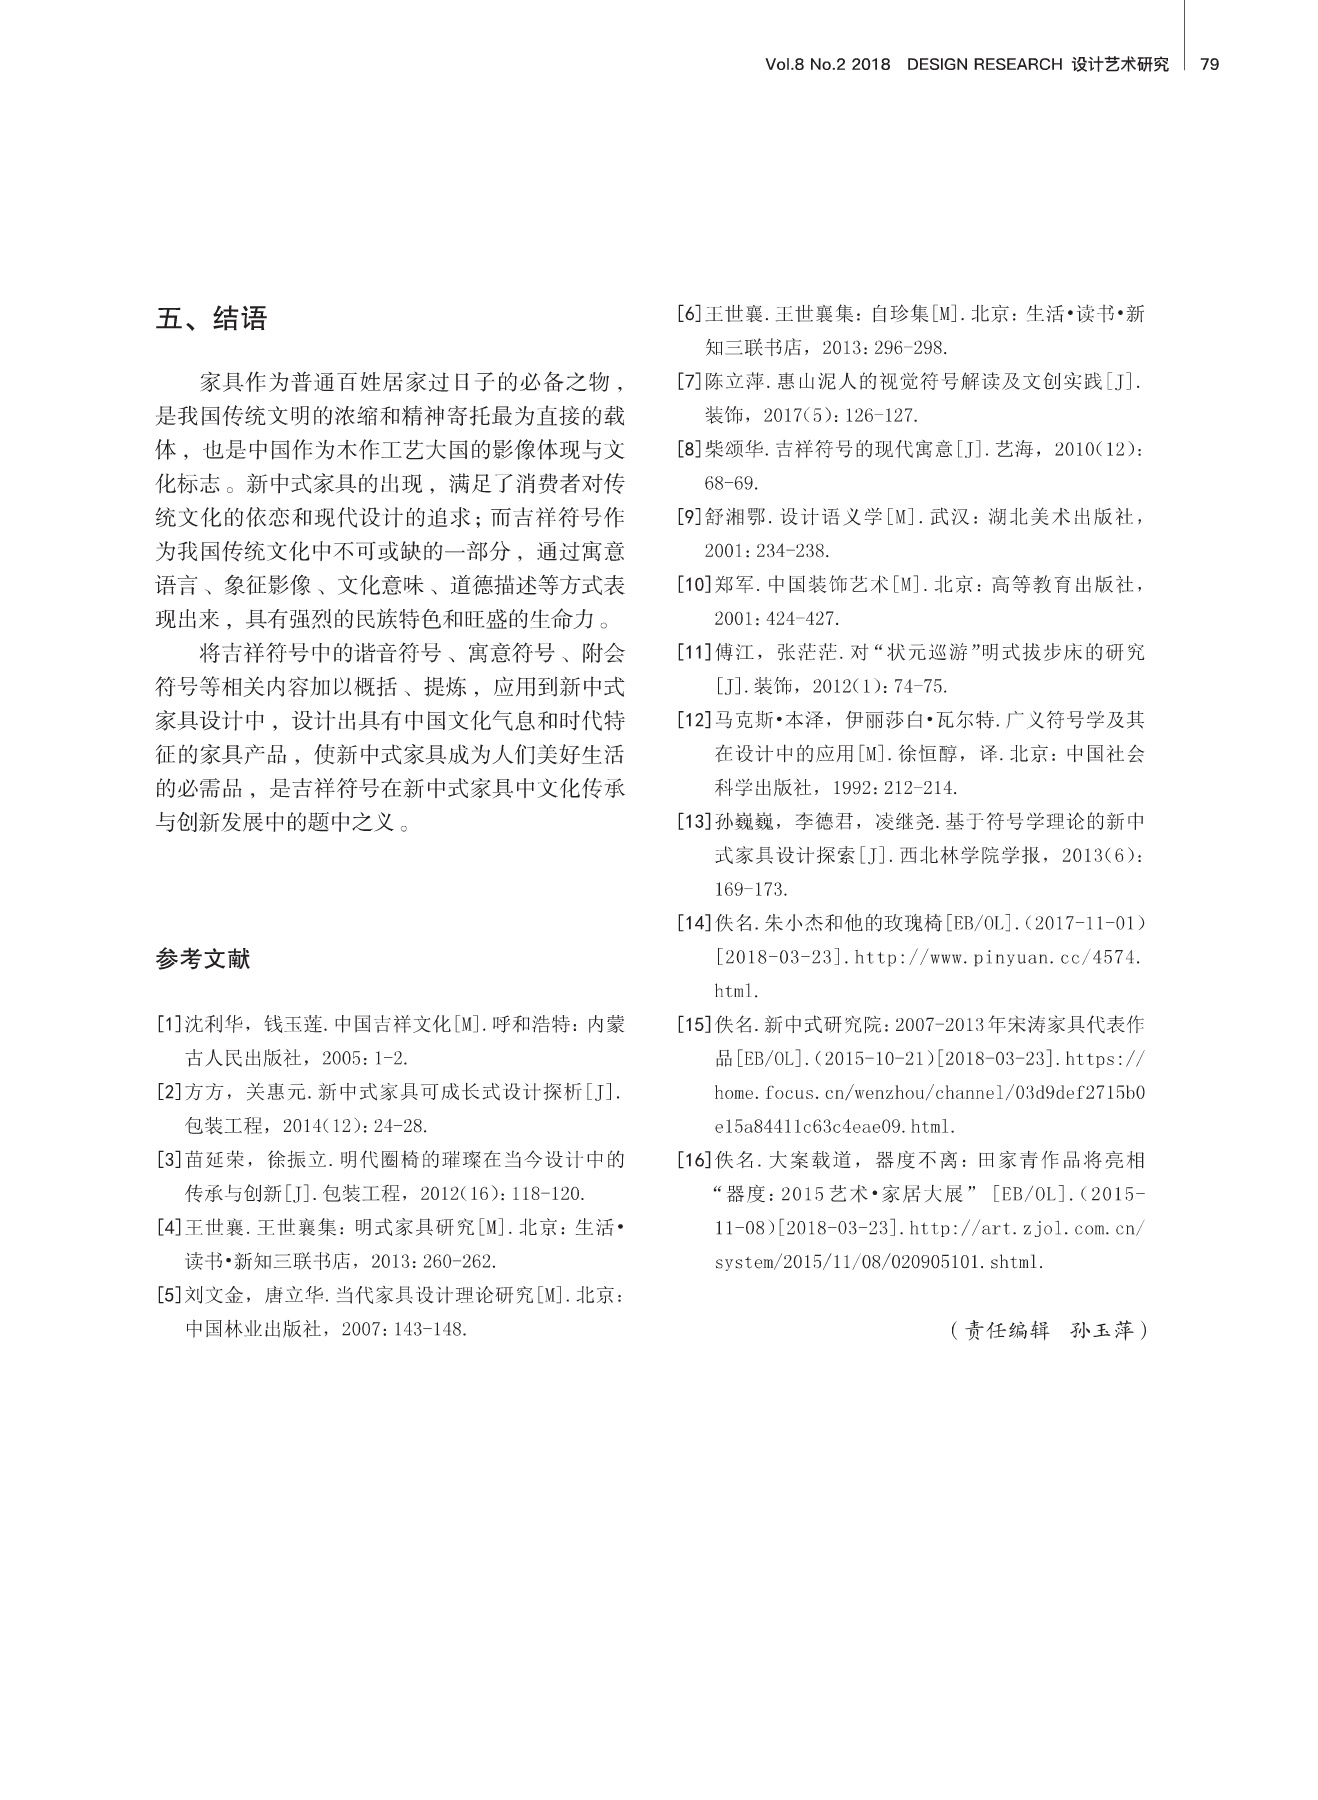 Vol.8 No.2 2018 DESIGN RESEARCH 设计艺术研究 79
五、结语
家具作为普通百姓居家过日子的必备之物，
是我国传统文明的浓缩和精神寄托最为直接的载
体，也是中国作为木作工艺大国的影像体现与文
化标志。新中式家具的出现，满足了消费者对传
统文化的依恋和现代设计的追求；而吉祥符号作
为我国传统文化中不可或缺的一部分，通过寓意
语言、象征影像、文化意味、道德描述等方式表
现出来，具有强烈的民族特色和旺盛的生命力。
将吉祥符号中的谐音符号、寓意符号、附会
符号等相关内容加以概括、提炼，应用到新中式
家具设计中，设计出具有中国文化气息和时代特
征的家具产品，使新中式家具成为人们美好生活
的必需品，是吉祥符号在新中式家具中文化传承
与创新发展中的题中之义。
参考文献
[1]沈利华，钱玉莲.中国吉祥文化[M].呼和浩特：内蒙
古人民出版社，2005：1-2.
[2]方方，关惠元.新中式家具可成长式设计探析[J].
包装工程，2014(12)：24-28.
[3]苗延荣，徐振立.明代圈椅的璀璨在当今设计中的
传承与创新[J].包装工程，2012(16)：118-120.
[4]王世襄.王世襄集：明式家具研究[M].北京：生活•
读书•新知三联书店，2013：260-262.
[5]刘文金，唐立华.当代家具设计理论研究[M].北京：
中国林业出版社，2007：143-148.
[6]王世襄.王世襄集：自珍集[M].北京：生活•读书•新
知三联书店，2013：296-298.
[7]陈立萍.惠山泥人的视觉符号解读及文创实践[J].
装饰，2017(5)：126-127.
[8]柴颂华.吉祥符号的现代寓意[J].艺海，2010(12)：
68-69.
[9]舒湘鄂.设计语义学[M].武汉：湖北美术出版社，
2001：234-238.
[10]郑军.中国装饰艺术[M].北京：高等教育出版社，
2001：424-427.
[11]傅江，张茫茫.对“状元巡游”明式拔步床的研究
[J].装饰，2012(1)：74-75.
[12]马克斯•本泽，伊丽莎白•瓦尔特.广义符号学及其
在设计中的应用[M].徐恒醇，译.北京：中国社会
科学出版社，1992：212-214.
[13]孙巍巍，李德君，凌继尧.基于符号学理论的新中
式家具设计探索[J].西北林学院学报，2013(6)：
169-173.
[14]佚名.朱小杰和他的玫瑰椅[EB/OL].(2017-11-01)
[2018-03-23].http://www.pinyuan.cc/4574.
html.
[15]佚名.新中式研究院：2007-2013年宋涛家具代表作
品[EB/OL].(2015-10-21)[2018-03-23].https://
home.focus.cn/wenzhou/channel/03d9def2715b0
e15a84411c63c4eae09.html.
[16]佚名.大案载道，器度不离：田家青作品将亮相
“器度：2015艺术•家居大展” [EB/OL].(2015-
11-08)[2018-03-23].http://art.zjol.com.cn/
system/2015/11/08/020905101.shtml.
（责任编辑 孙玉萍）